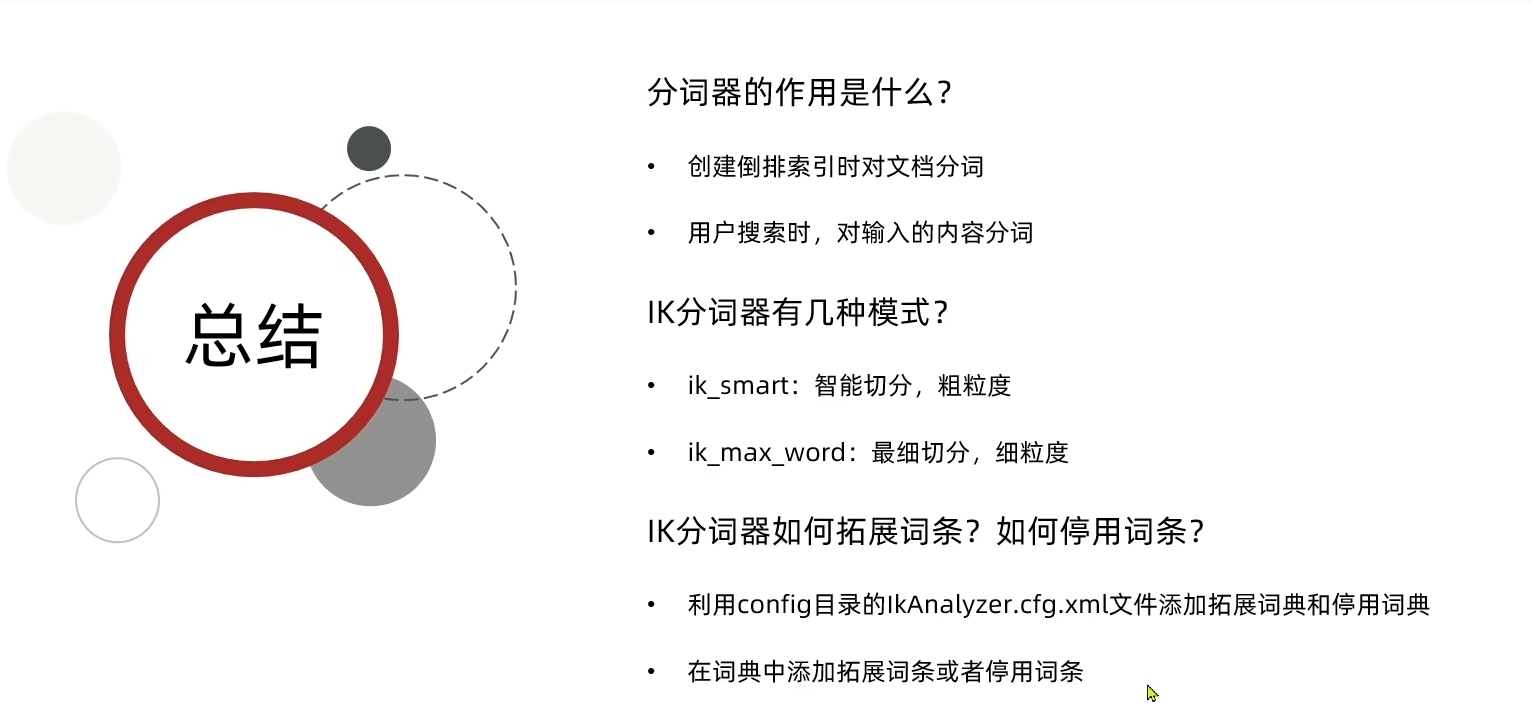 总结
分词器的作用是什么？
• 创建倒排索引时对文档分词
• 用户搜索时，对输入的内容分词
IK分词器有几种模式？
• ik_smart：智能切分，粗粒度
• ik_max_word：最细切分，细粒度
IK分词器如何拓展词条？如何停用词条？
• 利用config目录的IkAnalyzer.cfg.xml文件添加拓展词典和停用词典
• 在词典中添加拓展词条或者停用词条